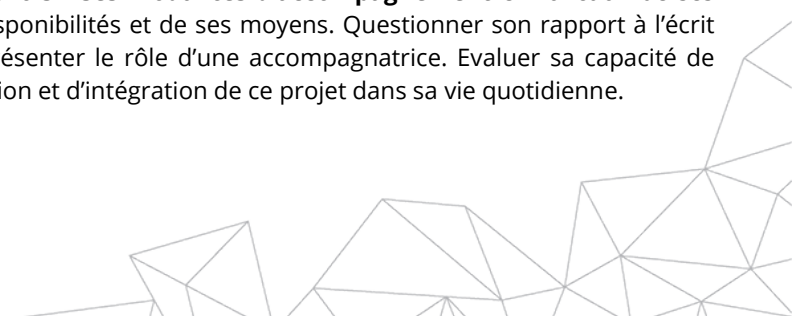 sponibilités et de ses moyens. Questionner son rapport à l'écrit
ésenter le rôle d'une accompagnatrice. Evaluer sa capacité de
ion et d'intégration de ce projet dans sa vie quotidienne.